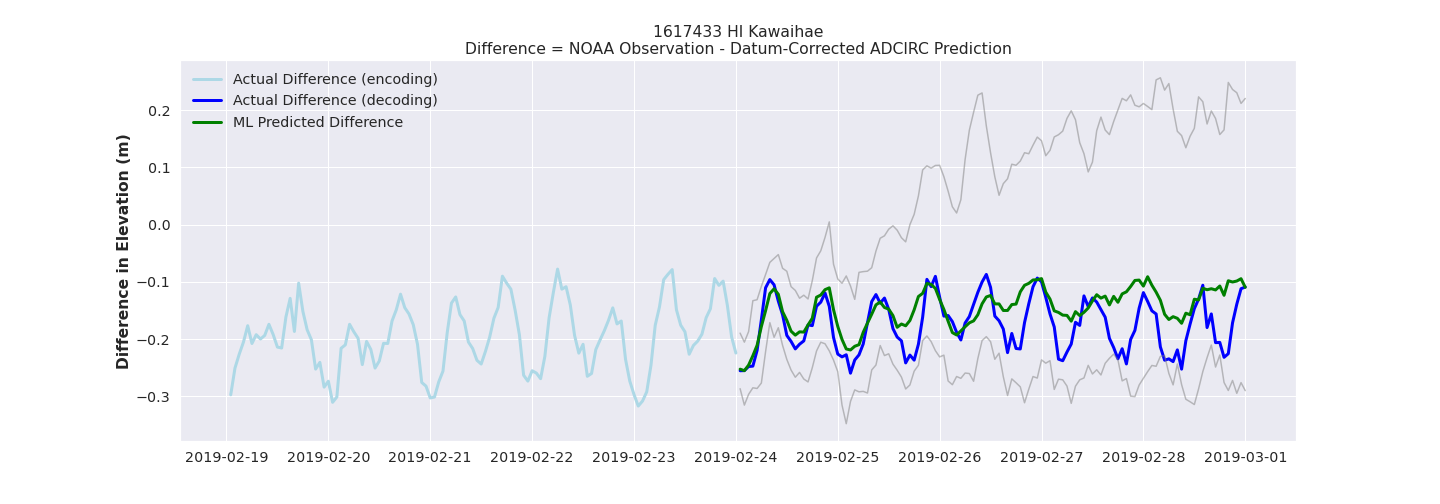 1617433 HI Kawaihae
Difference = NOAA Observation - Datum-Corrected ADCIRC Prediction
Actual Difference (encoding)
Actual Difference (decoding)
ML Predicted Difference
Difference in Elevation (m)
0.2
0.1
0.0
−0.1
−0.2
−0.3
2019-02-19 2019-02-20 2019-02-21 2019-02-22 2019-02-23 2019-02-24 2019-02-25 2019-02-26 2019-02-27 2019-02-28 2019-03-01